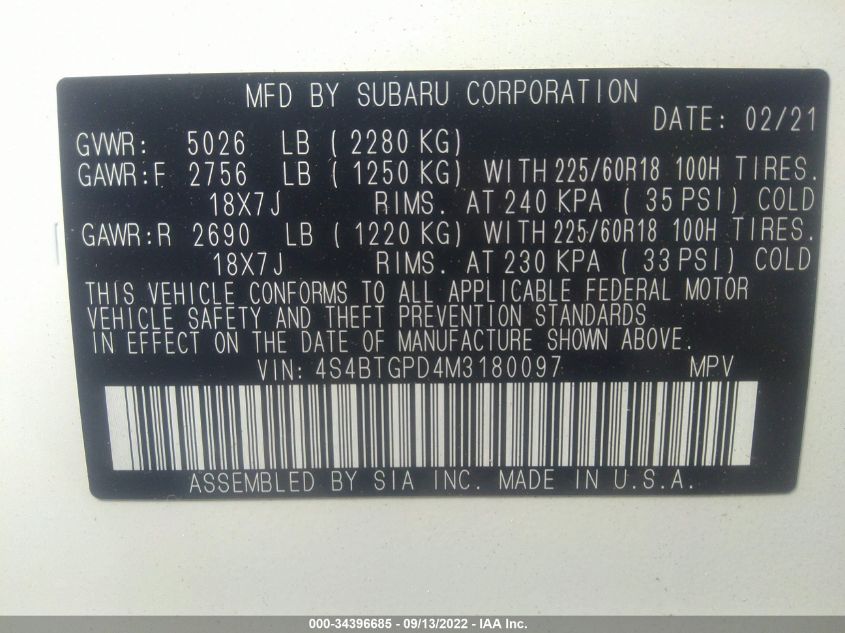 MFD BY SUBARU CORPORATION
DATE: 02/21
GVWR: 5026 LB ( 2280 KG)
GAWR:F 2756 LB ( 1250 KG) WITH 225/60R18 100H TIRES.
18X7J RIMS. AT 240 KPA ( 35 PSI) COLD
GAWR:R 2690 LB ( 1220 KG) WITH 225/60R18 100H TIRES.
18X7J RIMS. AT 230 KPA ( 33 PSI) COLD
THIS VEHICLE CONFORMS TO ALL APPLICABLE FEDERAL MOTOR
VEHICLE SAFETY AND THEFT PREVENTION STANDARDS
IN EFFECT ON THE DATE OF MANUFACTURE SHOWN ABOVE.
VIN: 4S4BTGPD4M3180097 MPV
ASSEMBLED BY SIA INC. MADE IN U.S.A.
000-34396685 - 09/13/2022 - IAA Inc.